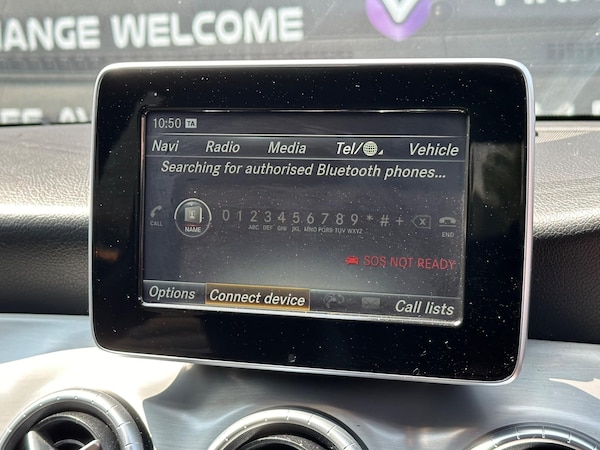 HANGE WELCOME
10:50 TA
Navi Radio Media Tel/ Vehicle
Searching for authorised Bluetooth phones...
CALL NAME 0 1 2 3 4 5 6 7 8 9 * # + END
ABC DEF GHI JKL MNO PQRS TUV WXYZ
SOS NOT READY
Options Connect device Call lists